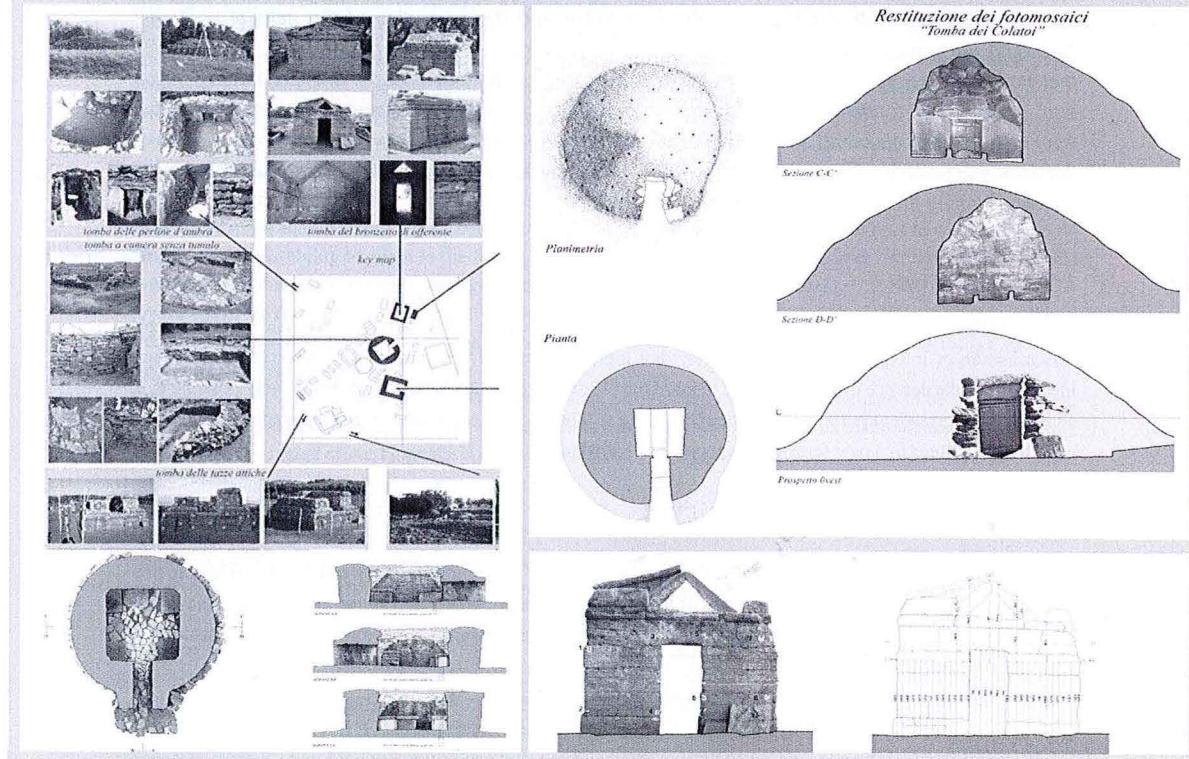 tomba delle perline d'ambra
tomba a camera senza tumulo
tomba del bronzetto di offerente
key map
tomba delle tazze attiche
Restituzione dei fotomosaici
"Tomba dei Colatoi"
Planimetria
Sezione C-C'
Pianta
Sezione D-D'
Prospetto Ovest